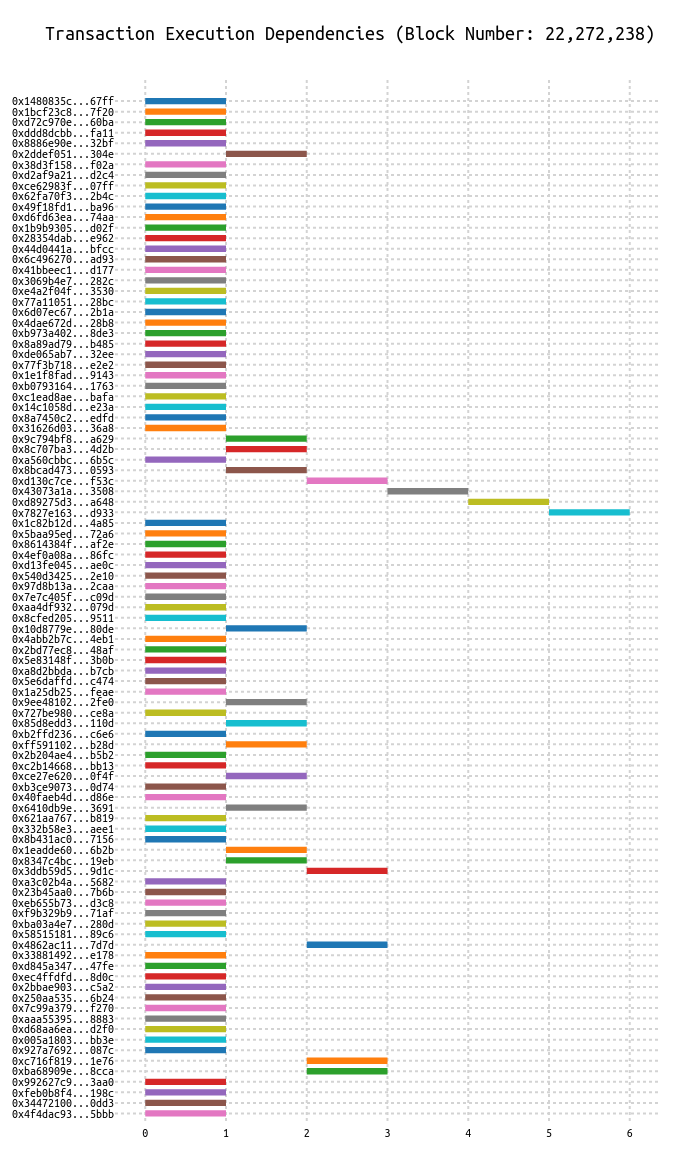 Transaction Execution Dependencies (Block Number: 22,272,238)
0x1480835c...67ff
0x1bcf23c8...7f20
0xd72c970e...60ba
0xddd8dcbb...fa11
0x8886e90e...32bf
0x2ddef051...304e
0x38d3f158...f02a
0xd2af9a21...d2c4
0xce62983f...07ff
0x62fa70f3...2b4c
0x49f18fd1...ba96
0xd6fd63ea...74aa
0x1b9b9305...d02f
0x28354dab...e962
0x44d0441a...bfcc
0x6c496270...ad93
0x41bbeec1...d177
0x3069b4e7...282c
0xe4a2f04f...3530
0x77a11051...28bc
0x6d07ec67...2b1a
0x4dae672d...28b8
0xb973a402...8de3
0x8a89ad79...b485
0xde065ab7...32ee
0x77f3b718...e2e2
0x1e1f8fad...9143
0xb0793164...1763
0xc1ead8ae...bafa
0x14c1058d...e23a
0x8a7450c2...edfd
0x31626d03...36a8
0x9c794bf8...a629
0x8c707ba3...4d2b
0xa560cbbc...6b5c
0x8bcad473...0593
0xd130c7ce...f53c
0x43073a1a...3508
0xd89275d3...a648
0x7827e163...d933
0x1c82b12d...4a85
0x5baa95ed...72a6
0x8614384f...af2e
0x4ef0a08a...86fc
0xd13fe045...ae0c
0x540d3425...2e10
0x97d8b13a...2caa
0x7e7c405f...c09d
0xaa4df932...079d
0x8cfed205...9511
0x10d8779e...80de
0x4abb2b7c...4eb1
0x2bd77ec8...48af
0x5e83148f...3b0b
0xa8d2bbda...b7cb
0x5e6daffd...c474
0x1a25db25...feae
0x9ee48102...2fe0
0x727be980...ce8a
0x85d8edd3...110d
0xb2ffd236...c6e6
0xff591102...b28d
0x2b204ae4...b5b2
0xc2b14668...bb13
0xce27e620...0f4f
0xb3ce9073...0d74
0x40faeb4d...d86e
0x6410db9e...3691
0x621aa767...b819
0x332b58e3...aee1
0x8b431ac0...7156
0x1eadde60...6b2b
0x8347c4bc...19eb
0x3ddb59d5...9d1c
0xa3c02b4a...5682
0x23b45aa0...7b6b
0xeb655b73...d3c8
0xf9b329b9...71af
0xba03a4e7...280d
0x58515181...89c6
0x4862ac11...7d7d
0x33881492...e178
0xd845a347...47fe
0xec4ffdfd...8d0c
0x2bbae903...c5a2
0x250aa535...6b24
0x7c99a379...f270
0xaaa55395...8883
0xd68aa6ea...d2f0
0x005a1803...bb3e
0x927a7692...087c
0xc716f819...1e76
0xba68909e...8cca
0x992627c9...3aa0
0xfeb0b8f4...198c
0x34472100...0dd3
0x4f4dac93...5bbb
0 1 2 3 4 5 6